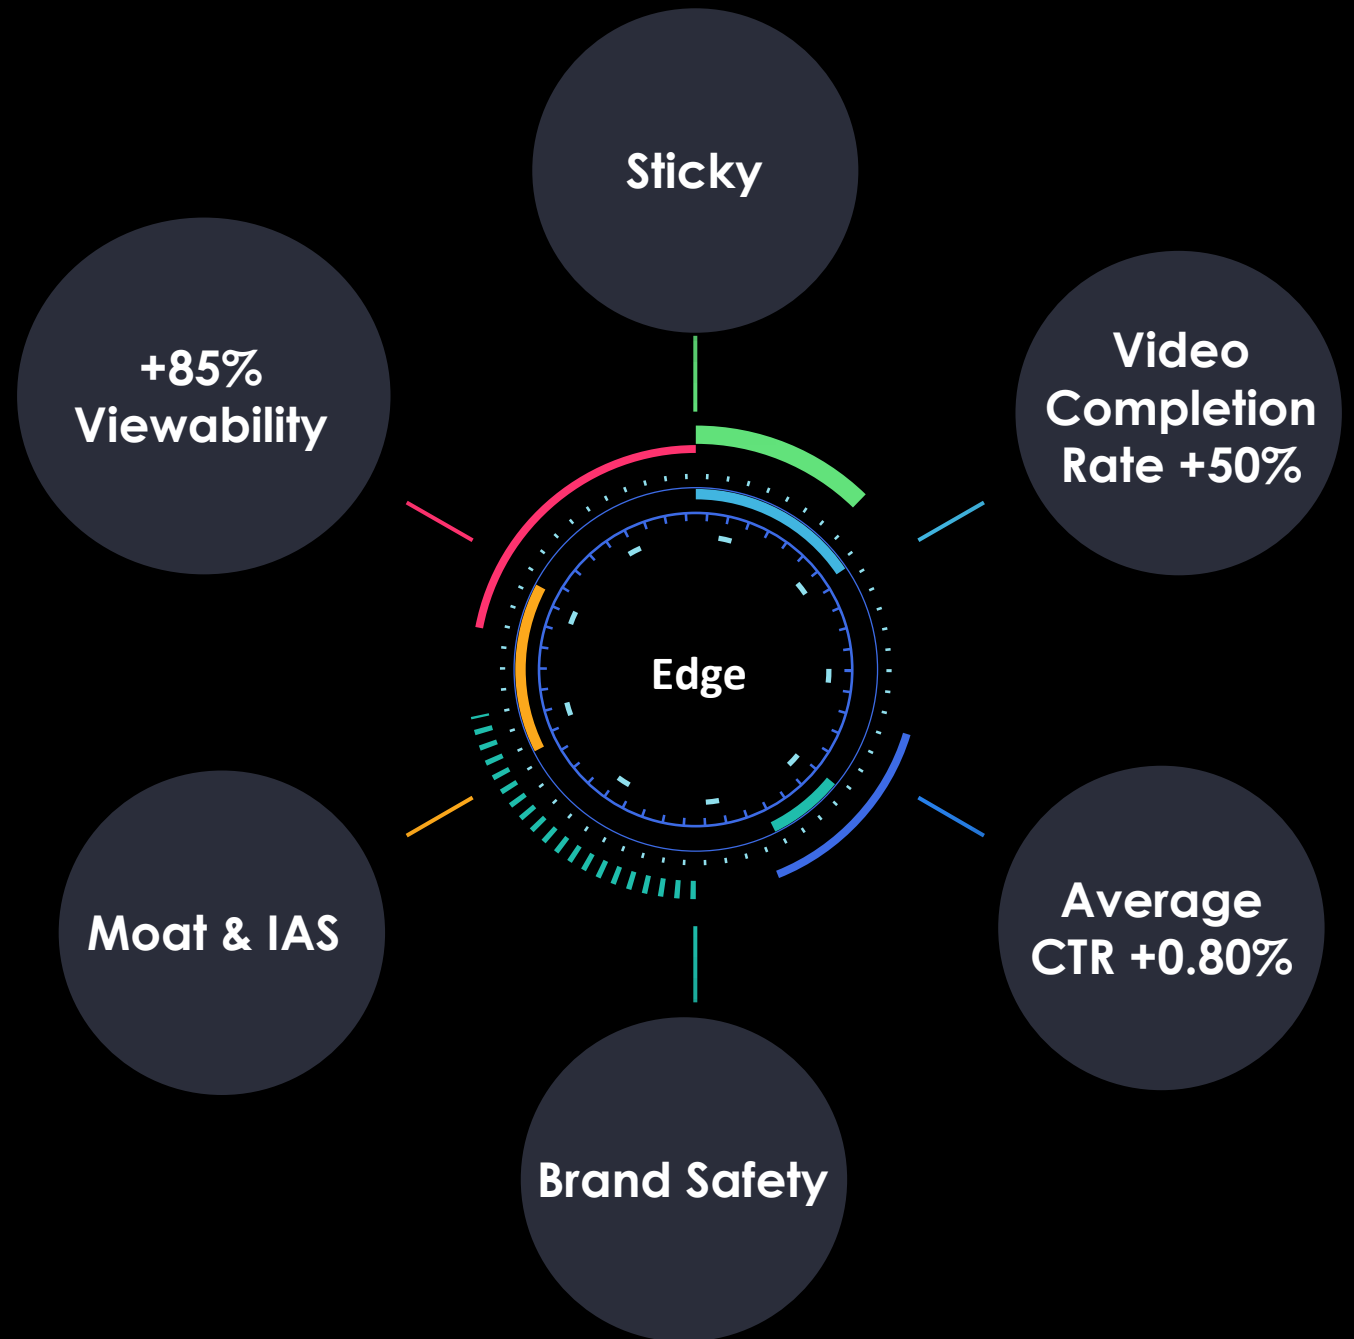 Sticky
+85%
Viewability
Video
Completion
Rate +50%
Edge
Moat & IAS
Average
CTR +0.80%
Brand Safety